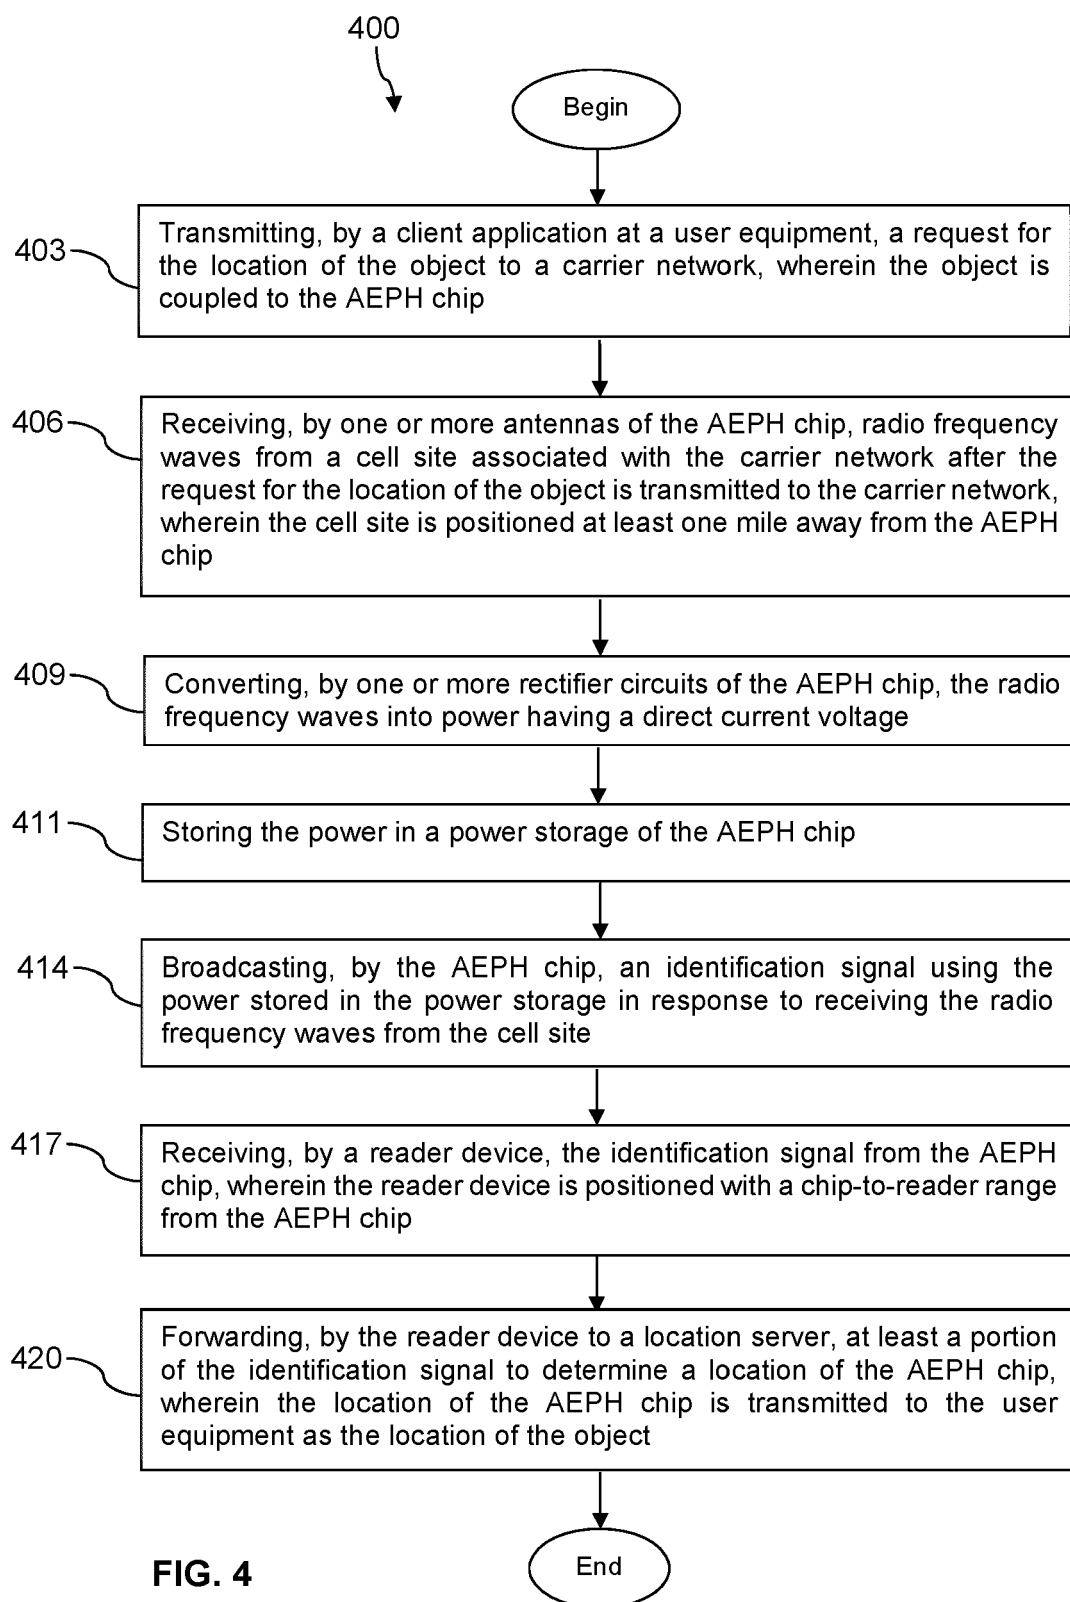 400
Begin
403
Transmitting, by a client application at a user equipment, a request for
the location of the object to a carrier network, wherein the object is
coupled to the AEPH chip
406
Receiving, by one or more antennas of the AEPH chip, radio frequency
waves from a cell site associated with the carrier network after the
request for the location of the object is transmitted to the carrier network,
wherein the cell site is positioned at least one mile away from the AEPH
chip
409
Converting, by one or more rectifier circuits of the AEPH chip, the radio
frequency waves into power having a direct current voltage
411
Storing the power in a power storage of the AEPH chip
414
Broadcasting, by the AEPH chip, an identification signal using the
power stored in the power storage in response to receiving the radio
frequency waves from the cell site
417
Receiving, by a reader device, the identification signal from the AEPH
chip, wherein the reader device is positioned with a chip-to-reader range
from the AEPH chip
420
Forwarding, by the reader device to a location server, at least a portion
of the identification signal to determine a location of the AEPH chip,
wherein the location of the AEPH chip is transmitted to the user
equipment as the location of the object
End
FIG. 4